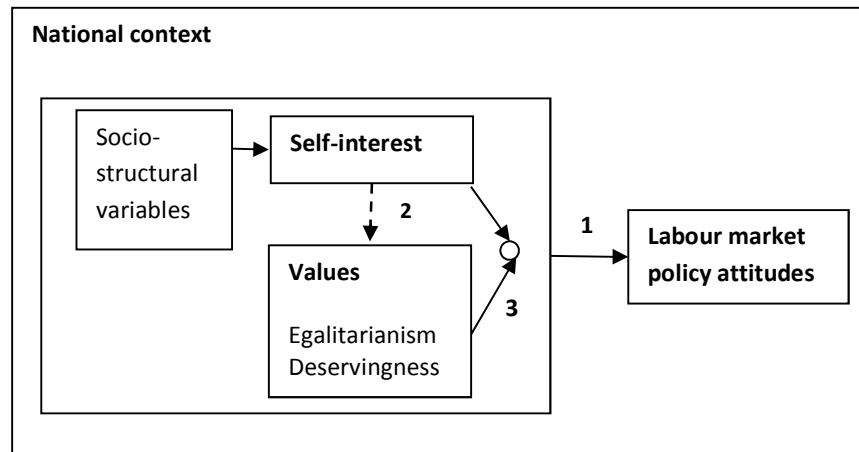 National context
Socio-
structural
variables
Self-interest
2
Values
Egalitarianism
Deservingness
3
1
Labour market
policy attitudes